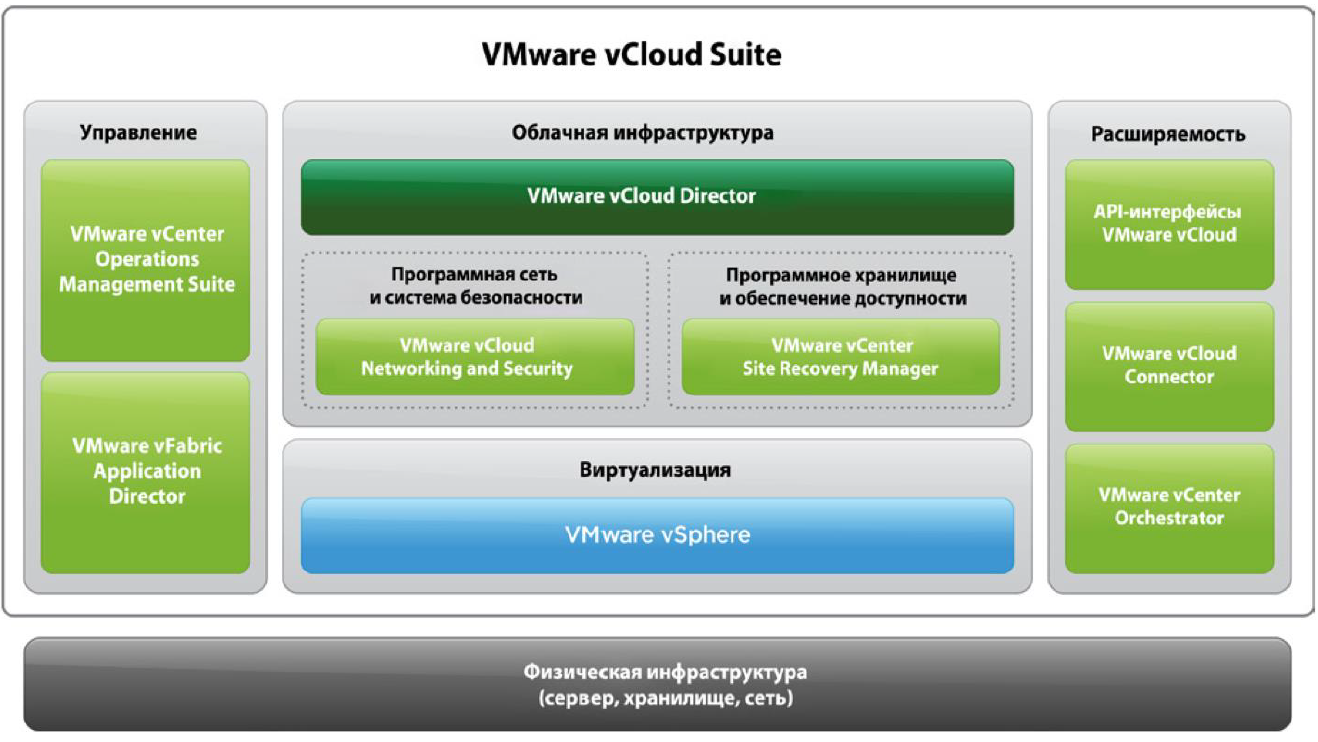 VMware vCloud Suite
Управление
VMware vCenter
Operations
Management Suite
VMware vFabric
Application
Director
Облачная инфраструктура
VMware vCloud Director
Программная сеть
и система безопасности
VMware vCloud
Networking and Security
Программное хранилище
и обеспечение доступности
VMware vCenter
Site Recovery Manager
Виртуализация
VMware vSphere
Расширяемость
API-интерфейсы
VMware vCloud
VMware vCloud
Connector
VMware vCenter
Orchestrator
Физическая инфраструктура
(сервер, хранилище, сеть)